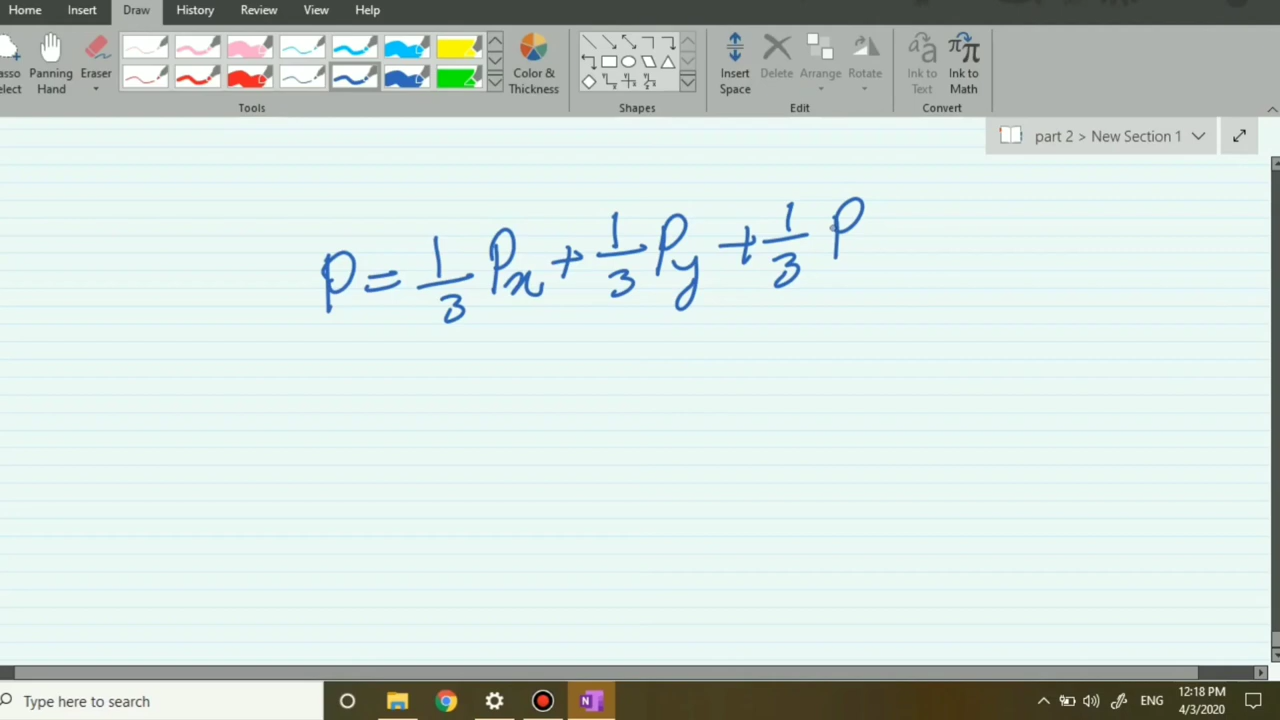 Home Insert Draw History Review View Help
Select
Panning Hand
Eraser
Color & Thickness
Insert Space
Delete
Arrange
Rotate
Ink to Text
Ink to Math
Tools
Shapes
Edit
Convert
part 2 > New Section 1
P = 1/3 Px + 1/3 Py + 1/3 P
Type here to search
N
ENG
12:18 PM
4/3/2020